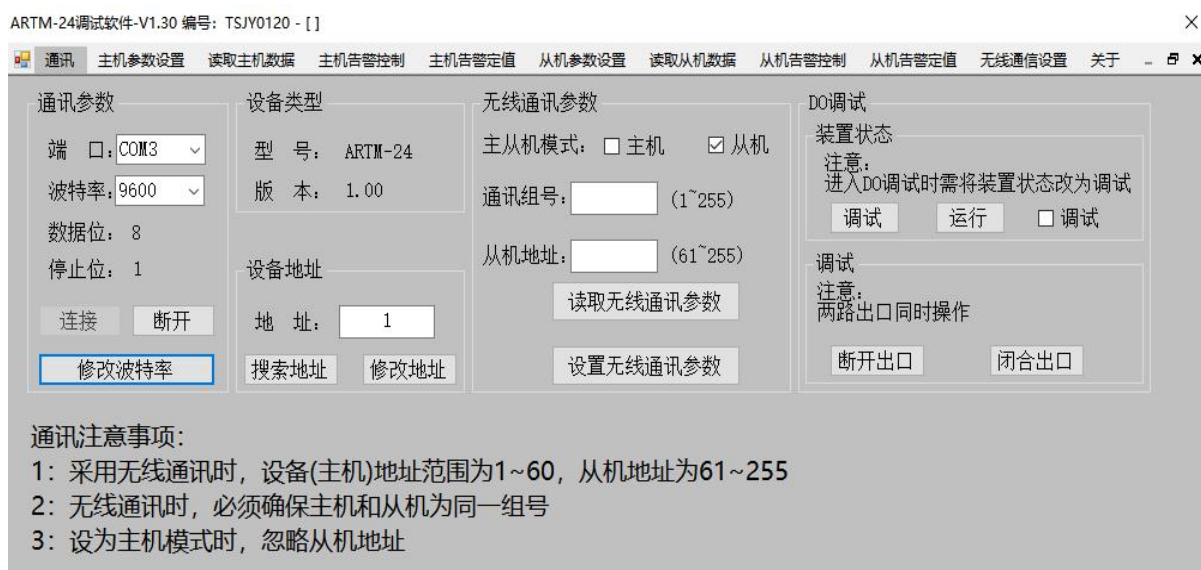 ARTM-24调试软件-V1.30 编号：TSJY0120 - [ ]
通讯 主机参数设置 读取主机数据 主机告警控制 主机告警定值 从机参数设置 读取从机数据 从机告警控制 从机告警定值 无线通信设置 关于
通讯参数
端 口：COM3
波特率：9600
数据位： 8
停止位： 1
连接 断开
修改波特率
设备类型
型 号： ARTM-24
版 本： 1.00
设备地址
地 址： 1
搜索地址 修改地址
无线通讯参数
主从机模式： 主机 从机
通讯组号： (1~255)
从机地址： (61~255)
读取无线通讯参数
设置无线通讯参数
DO调试
装置状态
注意：
进入DO调试时需将装置状态改为调试
调试 运行 调试
调试
注意：
两路出口同时操作
断开出口 闭合出口
通讯注意事项：
1：采用无线通讯时，设备(主机)地址范围为1~60，从机地址为61~255
2：无线通讯时，必须确保主机和从机为同一组号
3：设为主机模式时，忽略从机地址